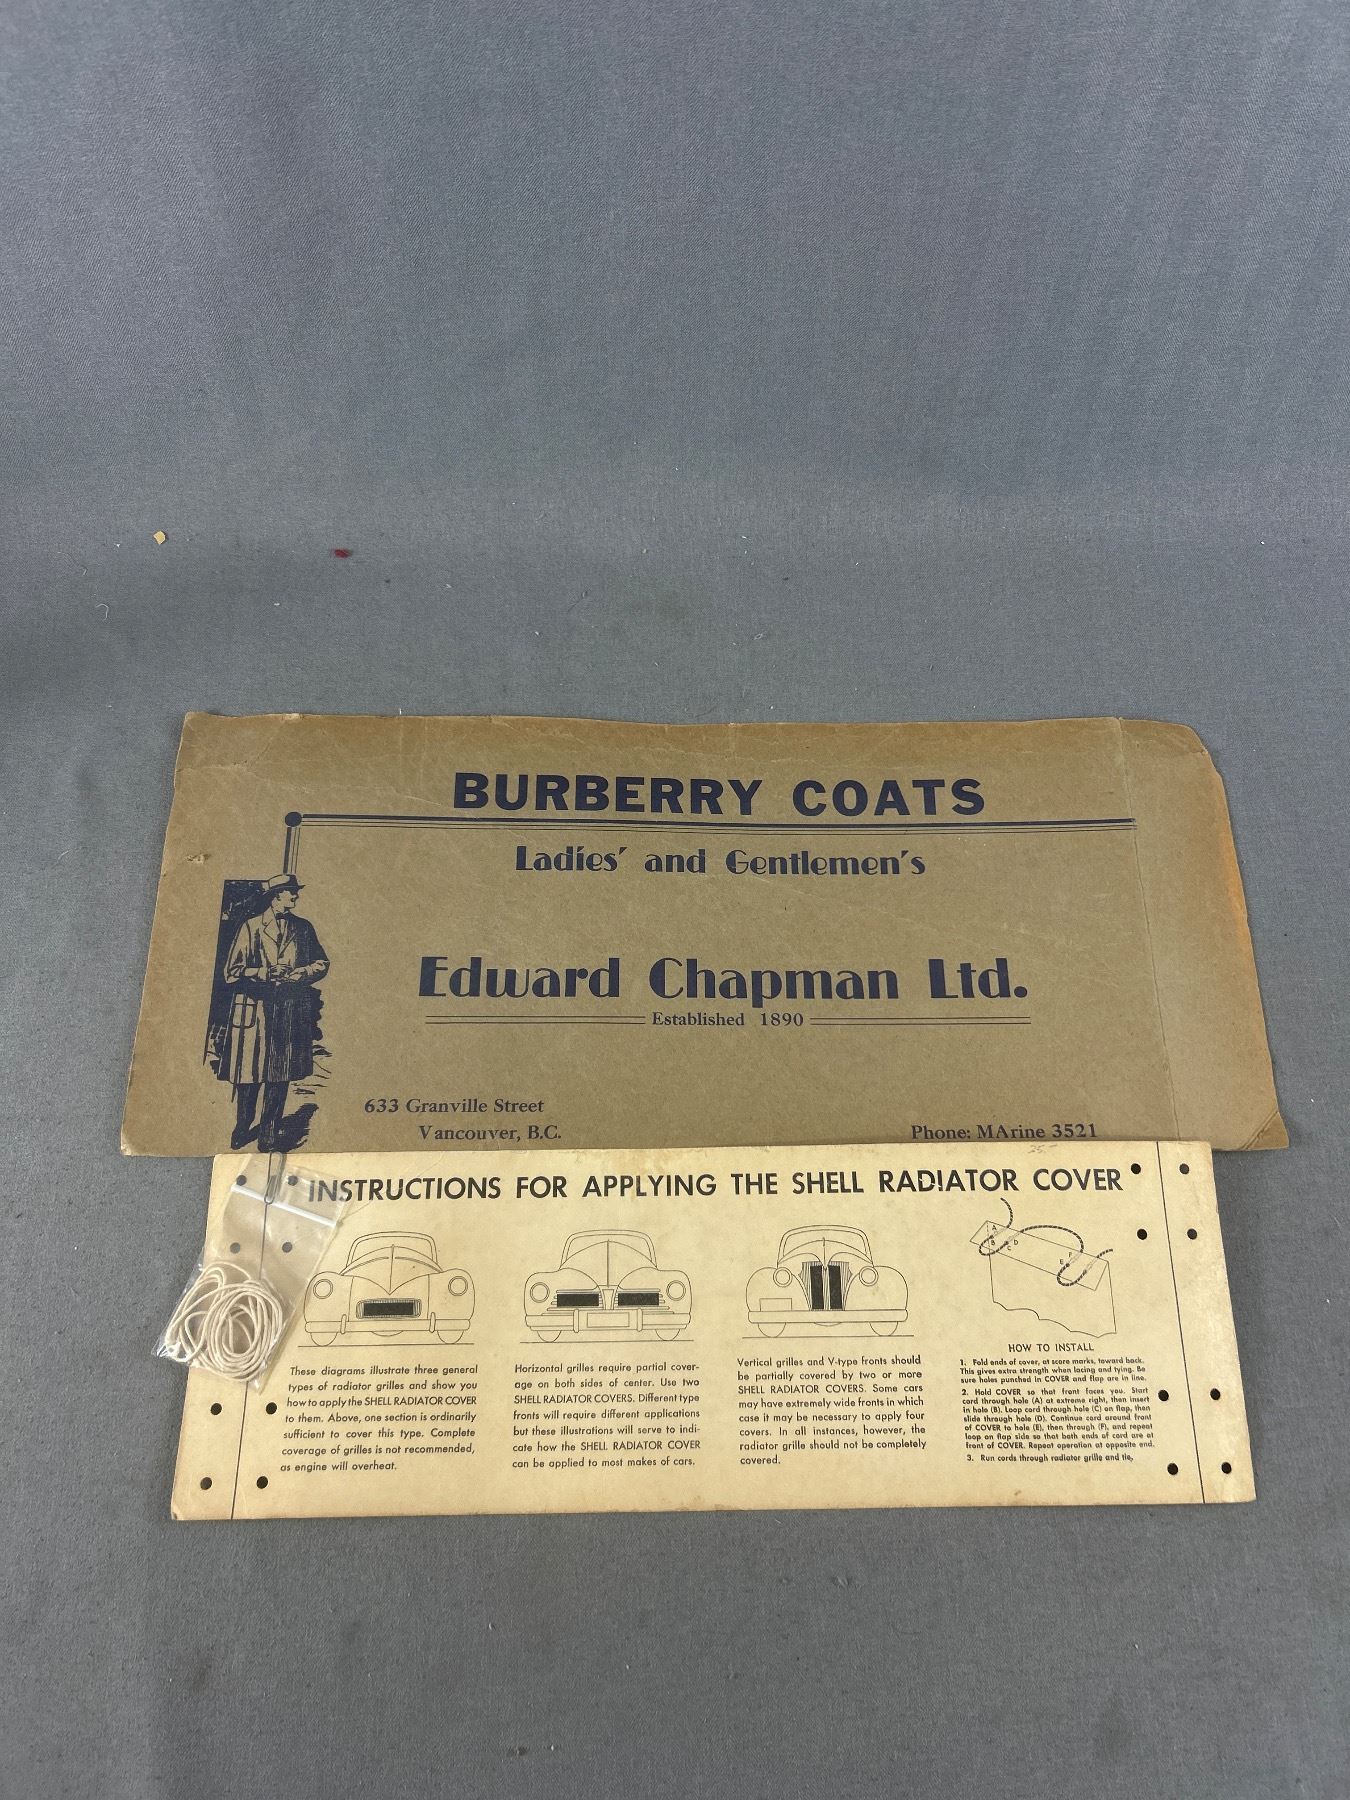 BURBERRY COATS
Ladies' and Gentlemen's
Edward Chapman Ltd.
Established 1890
633 Granville Street
Vancouver, B.C.
Phone: MArine 3521
INSTRUCTIONS FOR APPLYING THE SHELL RADIATOR COVER
These diagrams illustrate three general
types of radiator grilles and show you
how to apply the SHELL RADIATOR COVER
to them. Above, one section is ordinarily
sufficient to cover this type. Complete
coverage of grilles is not recommended,
as engine will overheat.
Horizontal grilles require partial cover-
age on both sides of center. Use two
SHELL RADIATOR COVERS. Different type
fronts will require different applications
but these illustrations will serve to indi-
cate how the SHELL RADIATOR COVER
can be applied to most makes of cars.
Vertical grilles and V-type fronts should
be partially covered by two or more
SHELL RADIATOR COVERS. Some cars
may have extremely wide fronts in which
case it may be necessary to apply four
covers. In all instances, however, the
radiator grille should not be completely
covered.
A
B
C
D
E
F
HOW TO INSTALL
1. Fold ends of cover, at score marks, toward back.
This gives extra strength when lacing and tying. Be
sure holes punched in COVER and flap are in line.
2. Hold COVER so that front faces you. Start
cord through hole (A) at extreme right, then insert
in hole (B). Loop cord through hole (C) on flap, then
slide through hole (D). Continue cord around front
of COVER to hole (E), then through (F), and repeat
loop on flap side so that both ends of cord are at
front of COVER. Repeat operation at opposite end.
3. Run cords through radiator grille and tie.